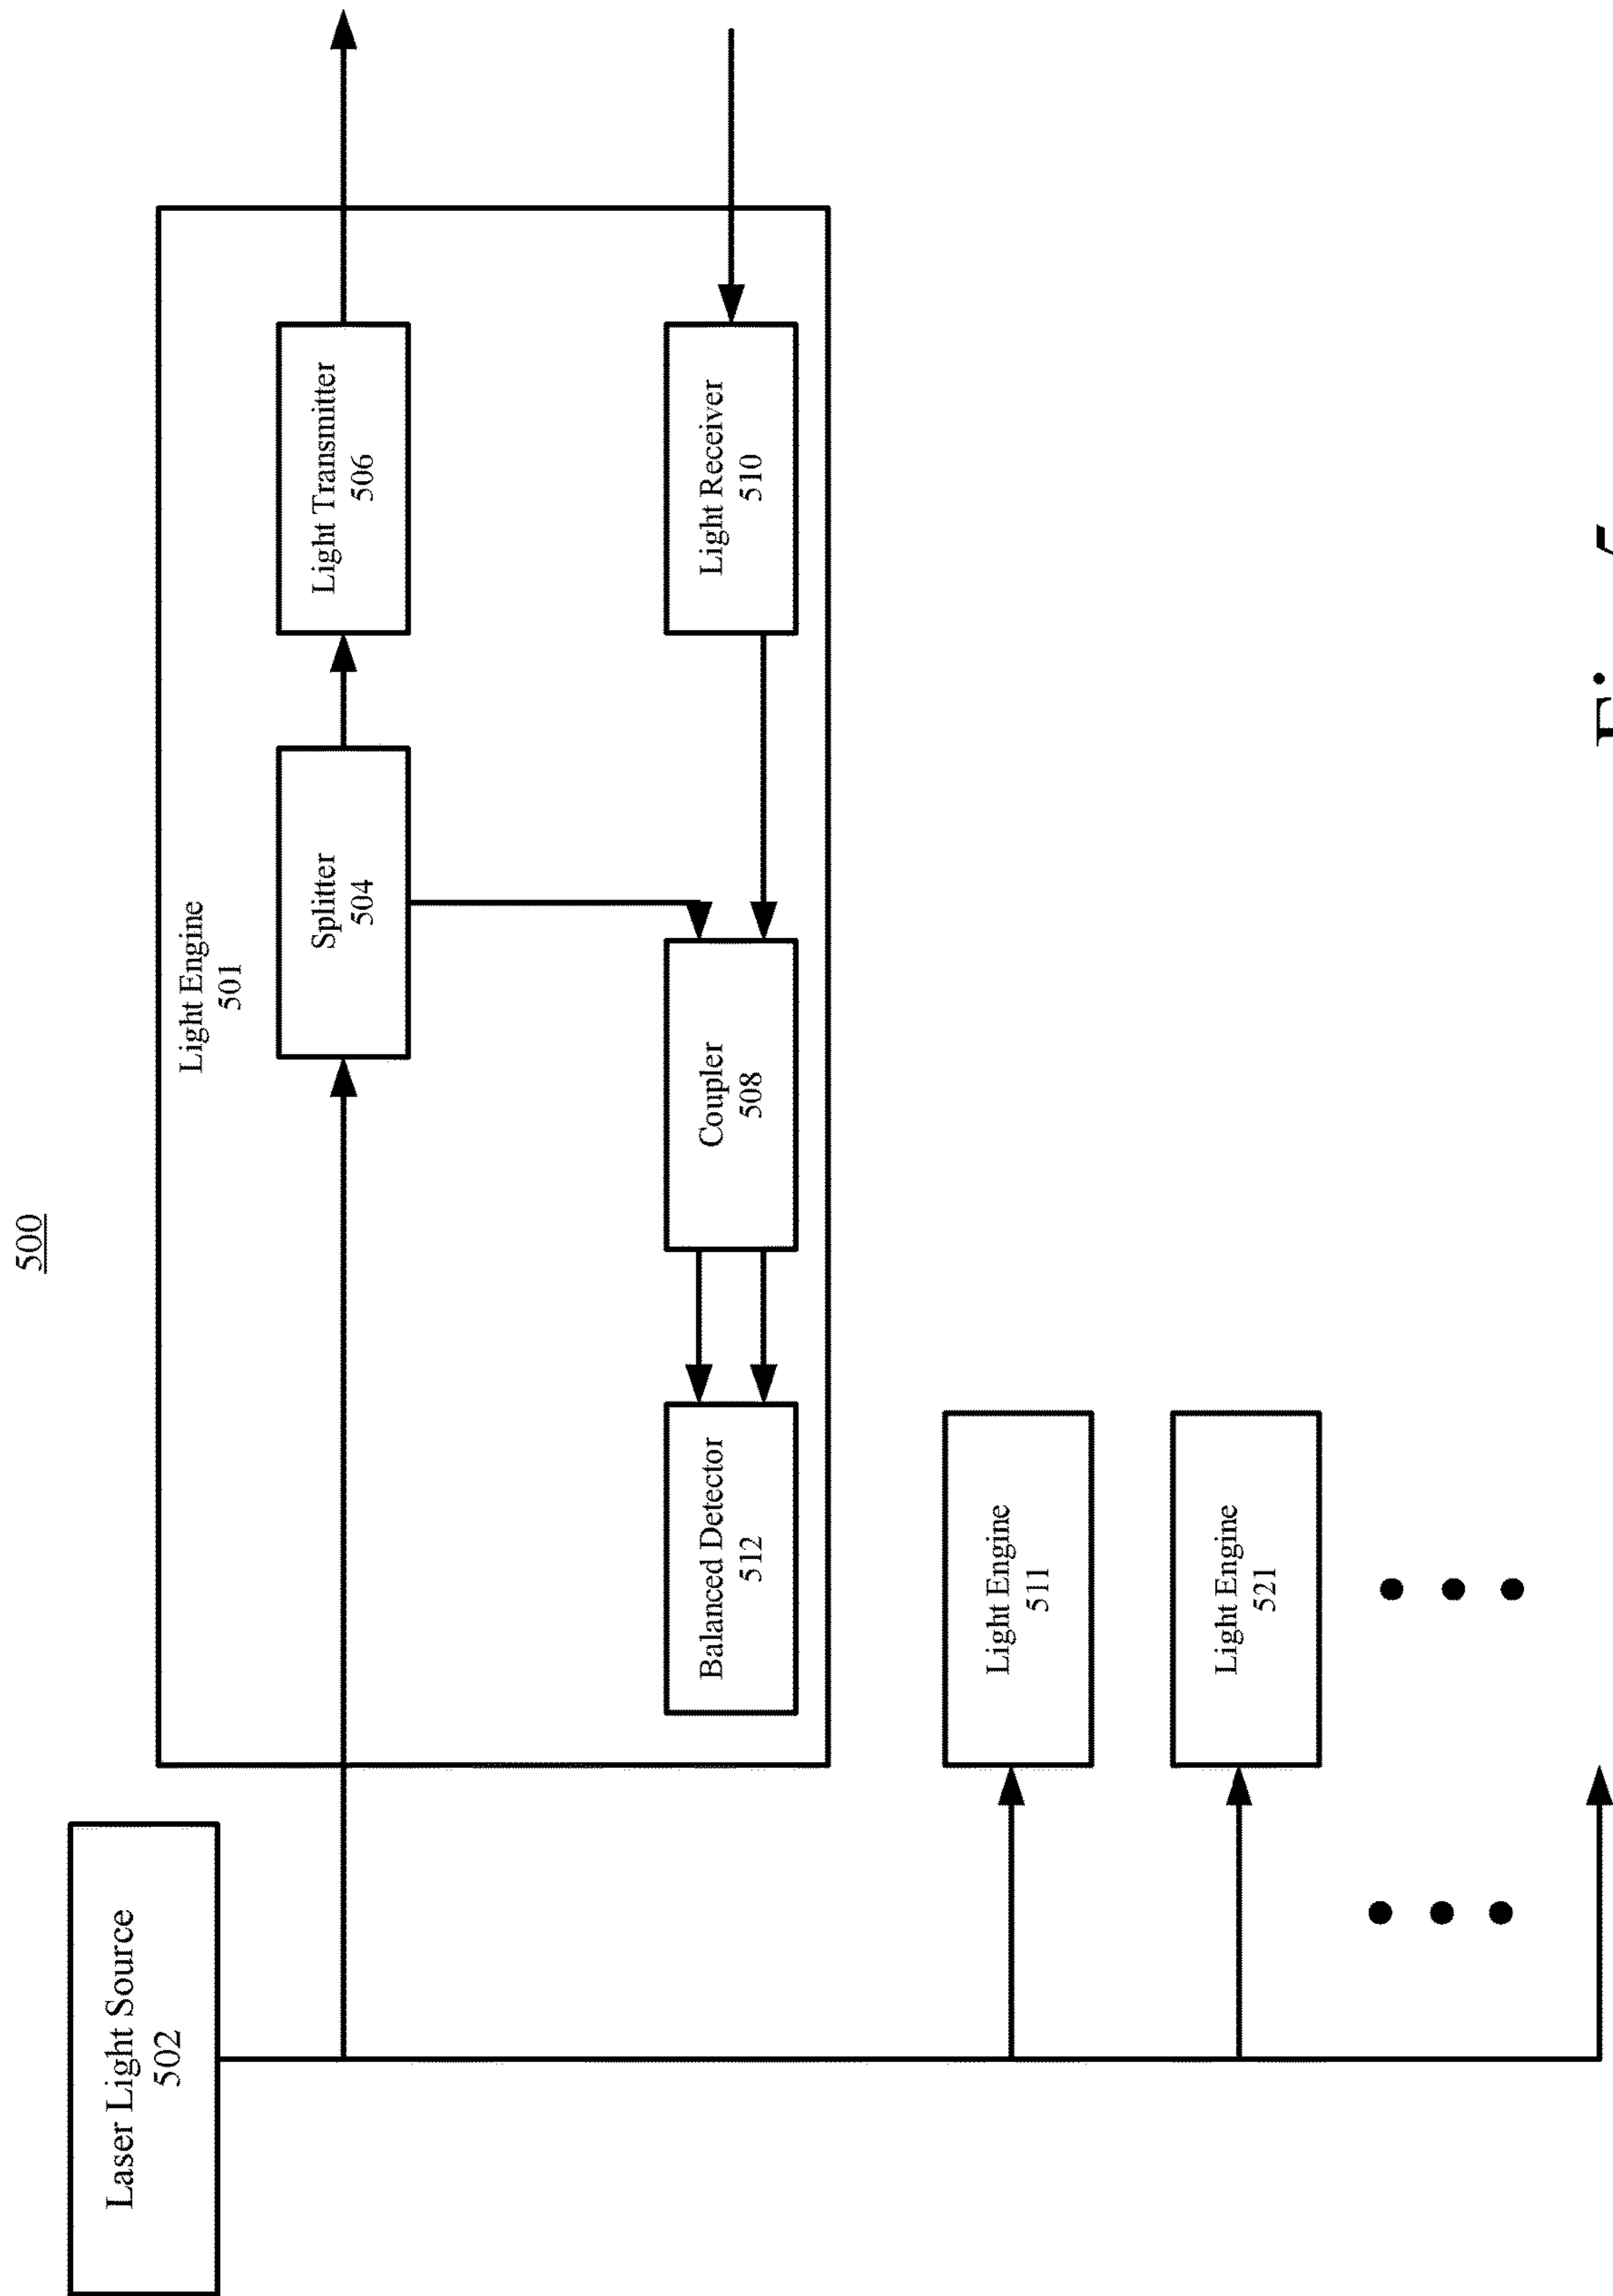 500
Laser Light Source
502
Light Engine
501
Splitter
504
Light Transmitter
506
Balanced Detector
512
Coupler
508
Light Receiver
510
Light Engine
511
Light Engine
521